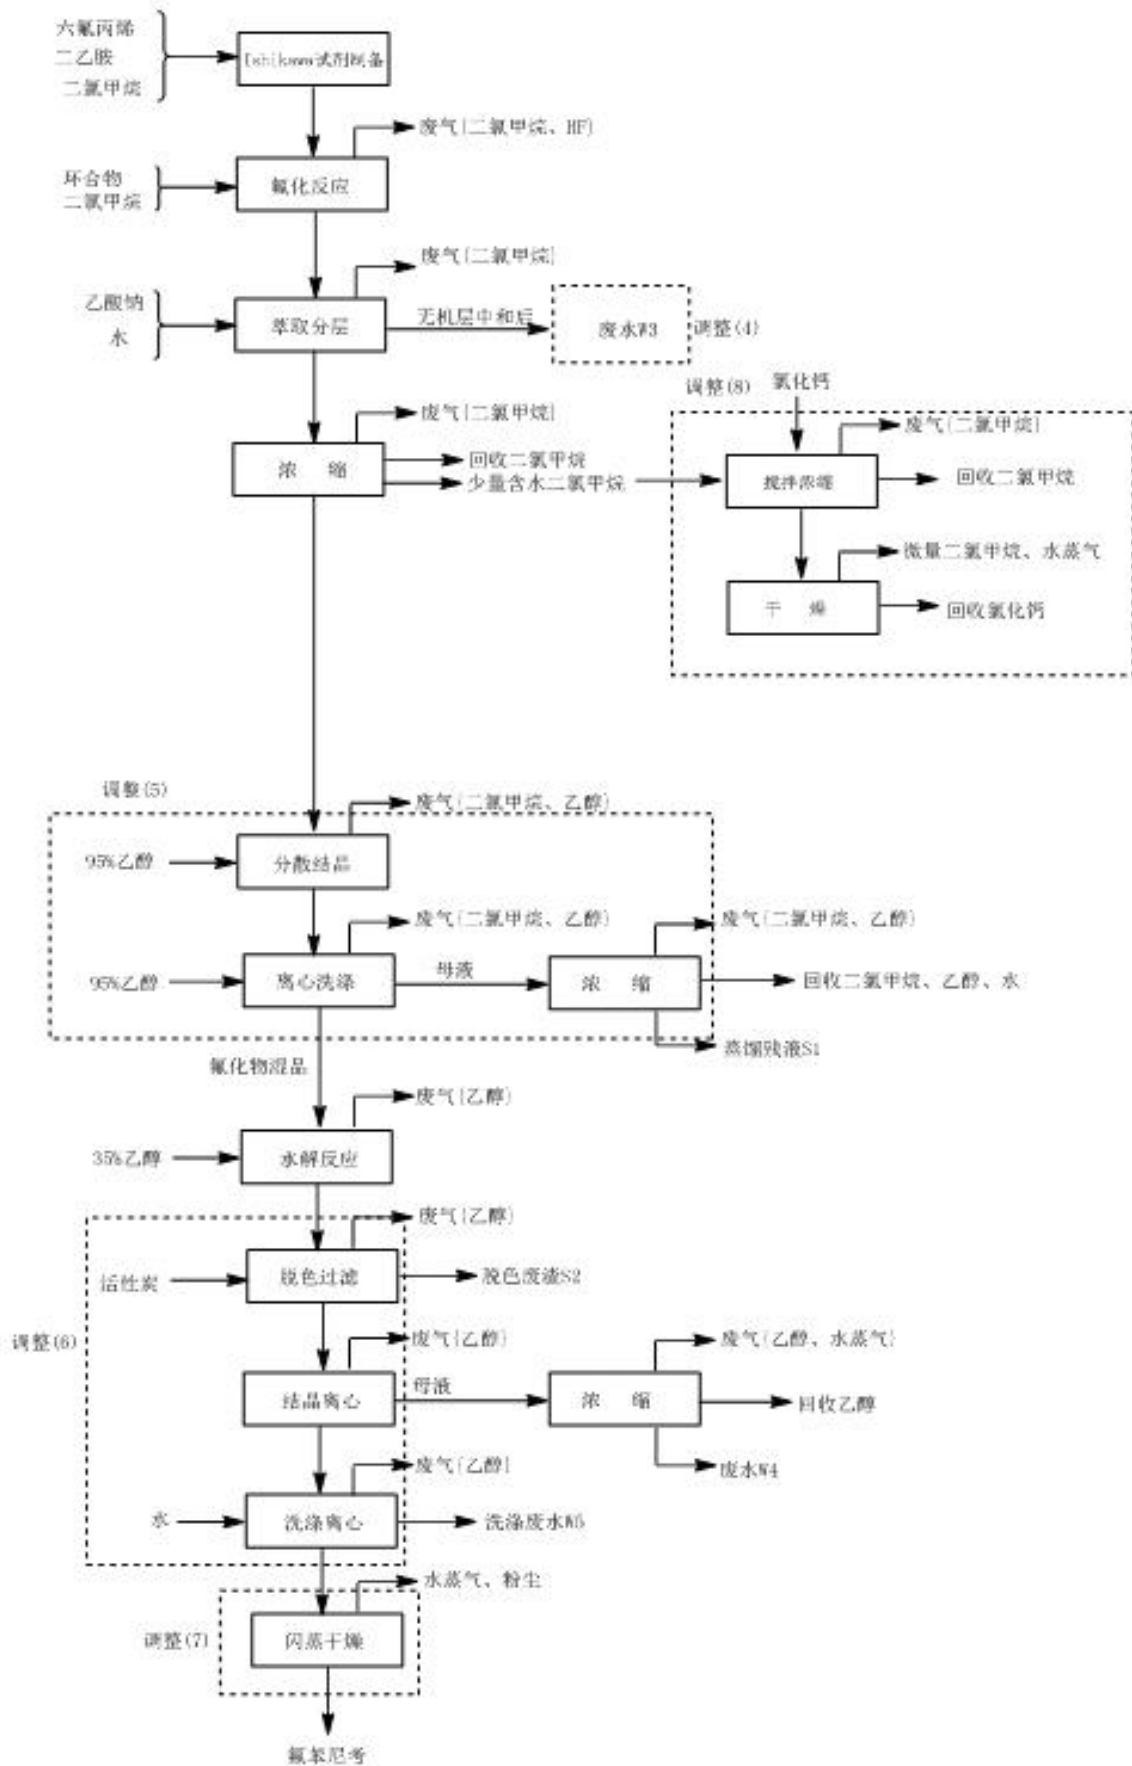 六氟丙烯
二乙胺
二氯甲烷
Ishikawa试剂制备
废气(二氯甲烷、HF)
环合物
二氯甲烷
氟化反应
废气(二氯甲烷)
乙酸钠
水
萃取分层
无机层中和后
废水W3
调整(4)
调整(8)
氯化钙
废气(二氯甲烷)
浓 缩
回收二氯甲烷
少量含水二氯甲烷
废气(二氯甲烷)
搅拌浓缩
回收二氯甲烷
微量二氯甲烷、水蒸气
干 燥
回收氯化钙
调整(5)
废气(二氯甲烷、乙醇)
95%乙醇
分散结晶
废气(二氯甲烷、乙醇)
废气(二氯甲烷、乙醇)
95%乙醇
离心洗涤
母液
浓 缩
回收二氯甲烷、乙醇、水
蒸馏残液S1
氟化物湿品
废气(乙醇)
35%乙醇
水解反应
废气(乙醇)
活性炭
脱色过滤
脱色废渣S2
调整(6)
废气(乙醇)
废气(乙醇、水蒸气)
结晶离心
母液
浓 缩
回收乙醇
废水W4
废气(乙醇)
水
洗涤离心
洗涤废水W5
水蒸气、粉尘
调整(7)
闪蒸干燥
氟苯尼考